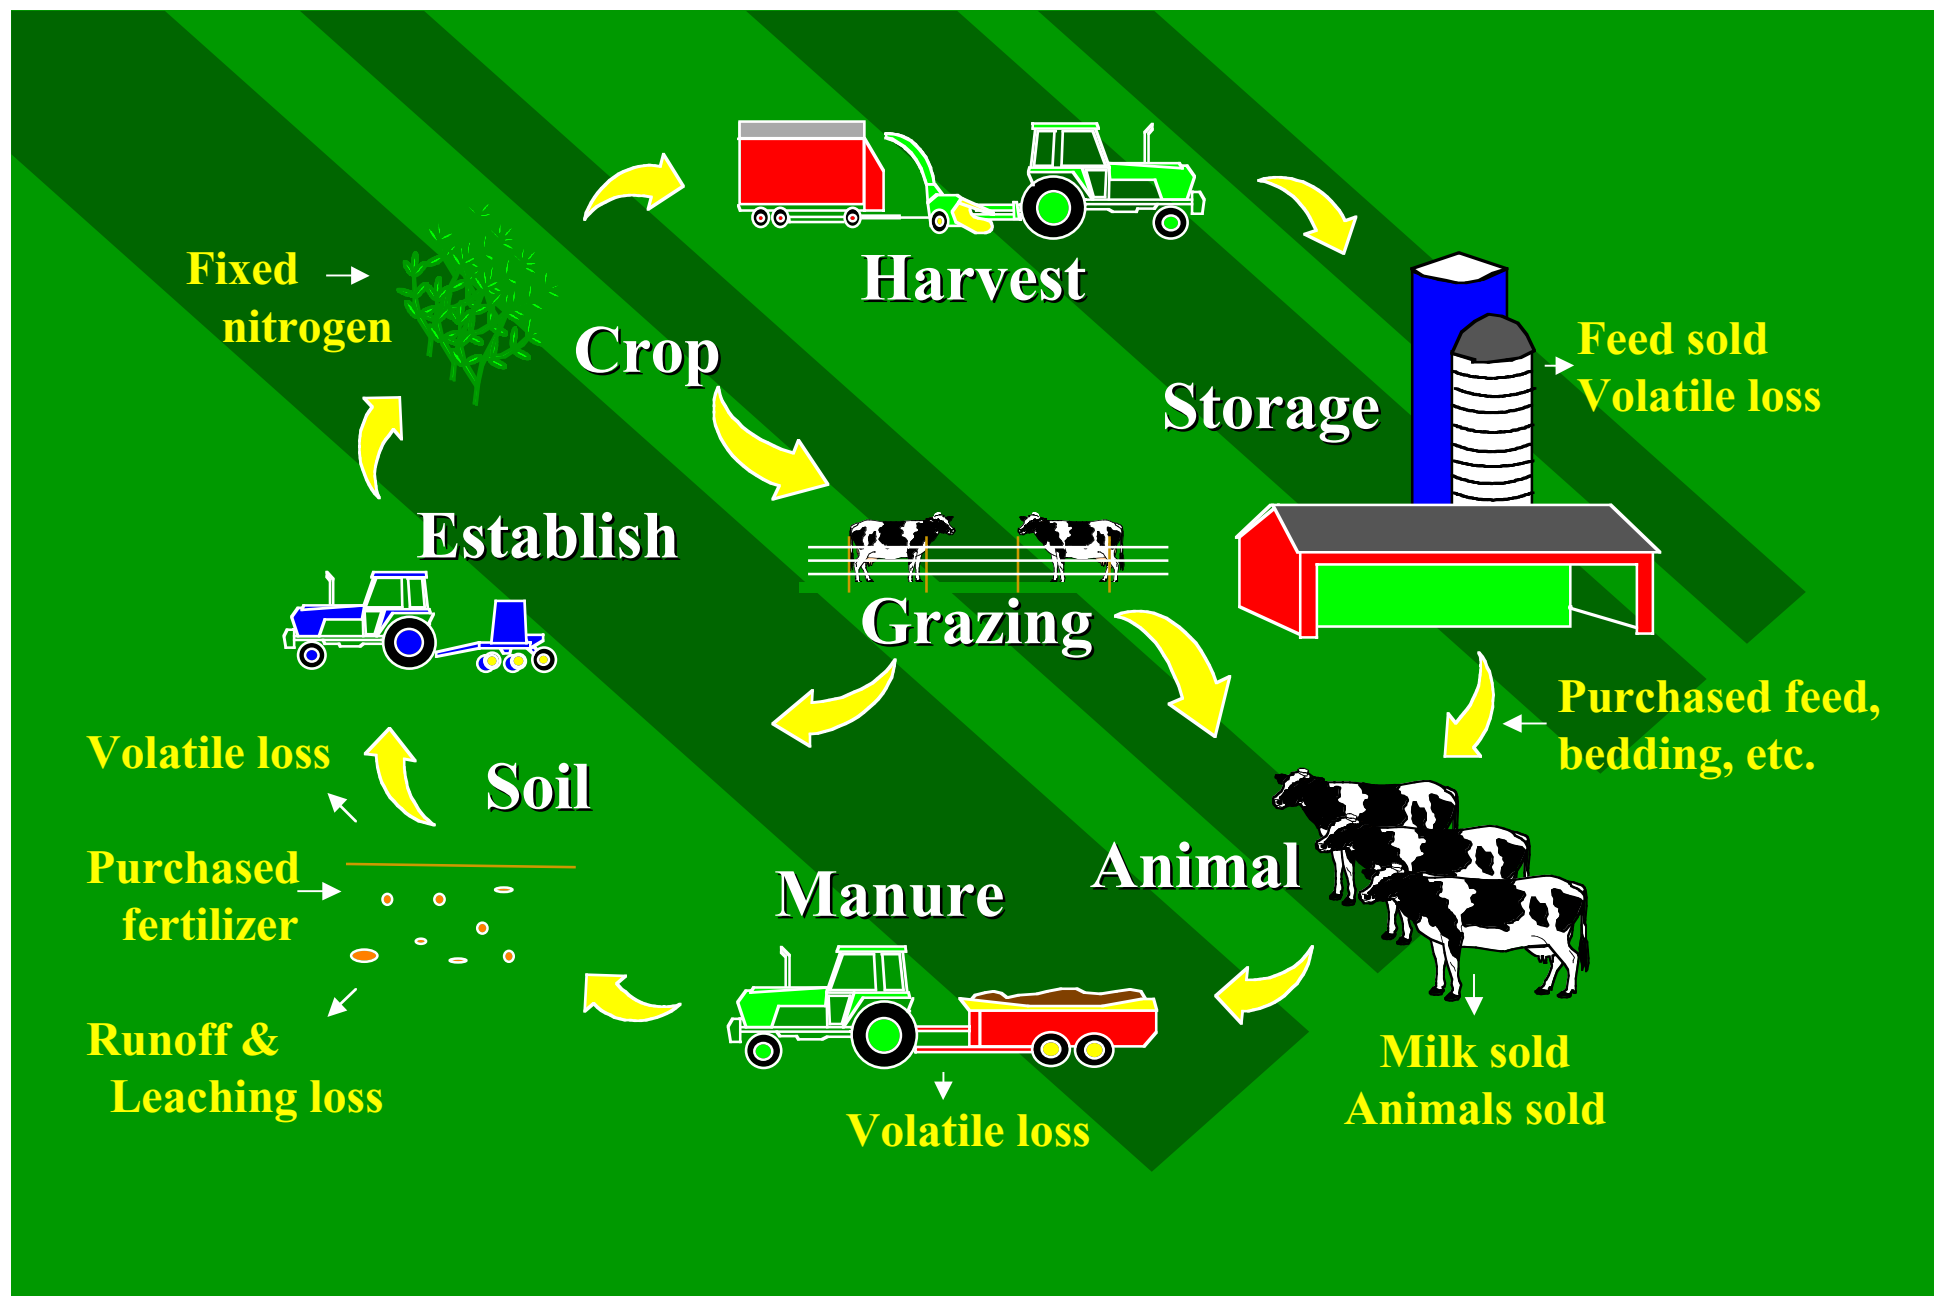 Harvest
Fixed
nitrogen
Crop
Feed sold
Volatile loss
Storage
Establish
Grazing
Purchased feed,
bedding, etc.
Volatile loss
Soil
Purchased
fertilizer
Animal
Manure
Runoff &
Leaching loss
Milk sold
Animals sold
Volatile loss